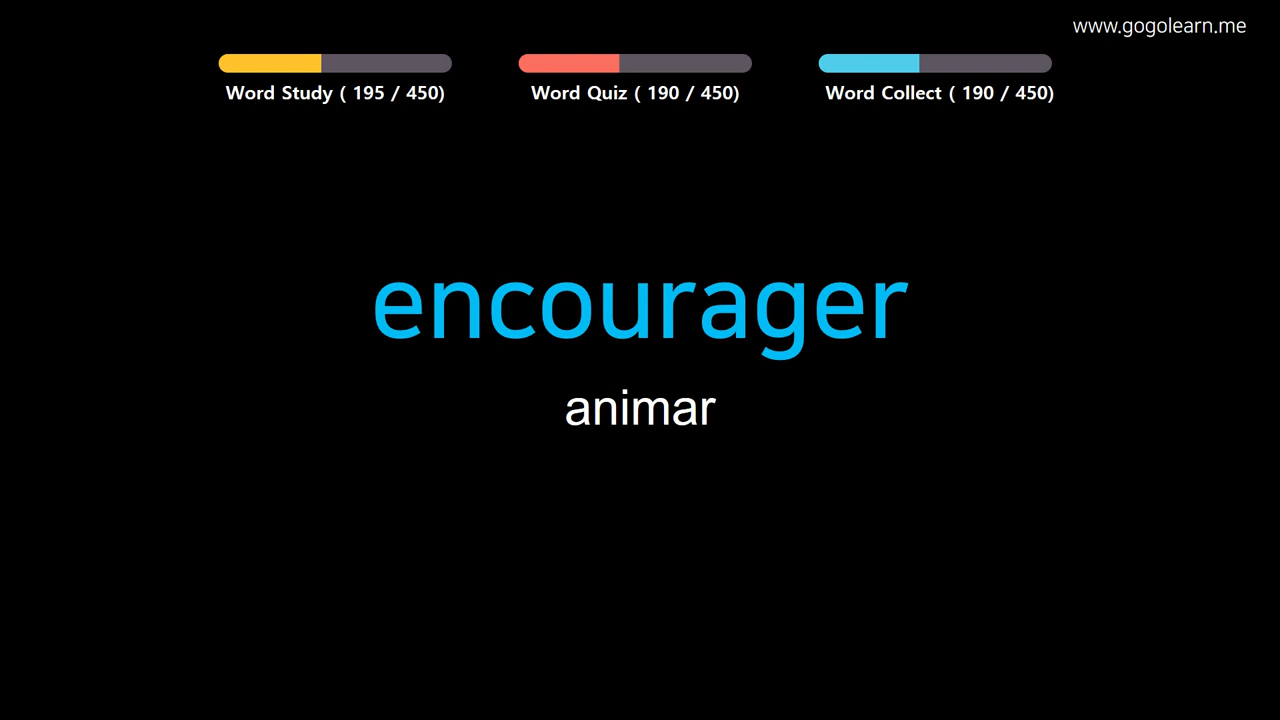 www.gogolearn.me
Word Study ( 195 / 450)
Word Quiz ( 190 / 450)
Word Collect ( 190 / 450)
encourager
animar